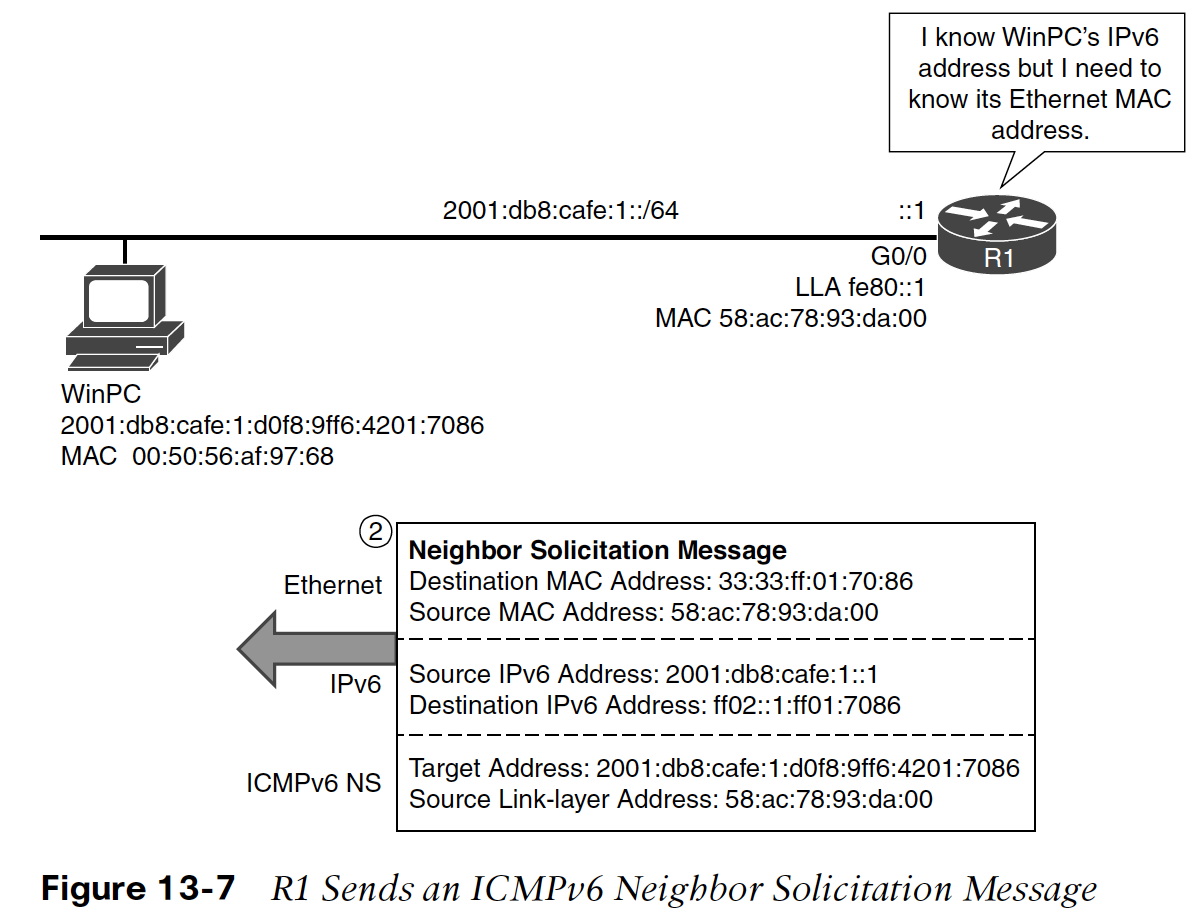 I know WinPC's IPv6
address but I need to
know its Ethernet MAC
address.
2001:db8:cafe:1::/64
::1
R1
G0/0
LLA fe80::1
MAC 58:ac:78:93:da:00
WinPC
2001:db8:cafe:1:d0f8:9ff6:4201:7086
MAC 00:50:56:af:97:68
2
Neighbor Solicitation Message
Ethernet
Destination MAC Address: 33:33:ff:01:70:86
Source MAC Address: 58:ac:78:93:da:00
IPv6
Source IPv6 Address: 2001:db8:cafe:1::1
Destination IPv6 Address: ff02::1:ff01:7086
ICMPv6 NS
Target Address: 2001:db8:cafe:1:d0f8:9ff6:4201:7086
Source Link-layer Address: 58:ac:78:93:da:00
Figure 13-7 R1 Sends an ICMPv6 Neighbor Solicitation Message